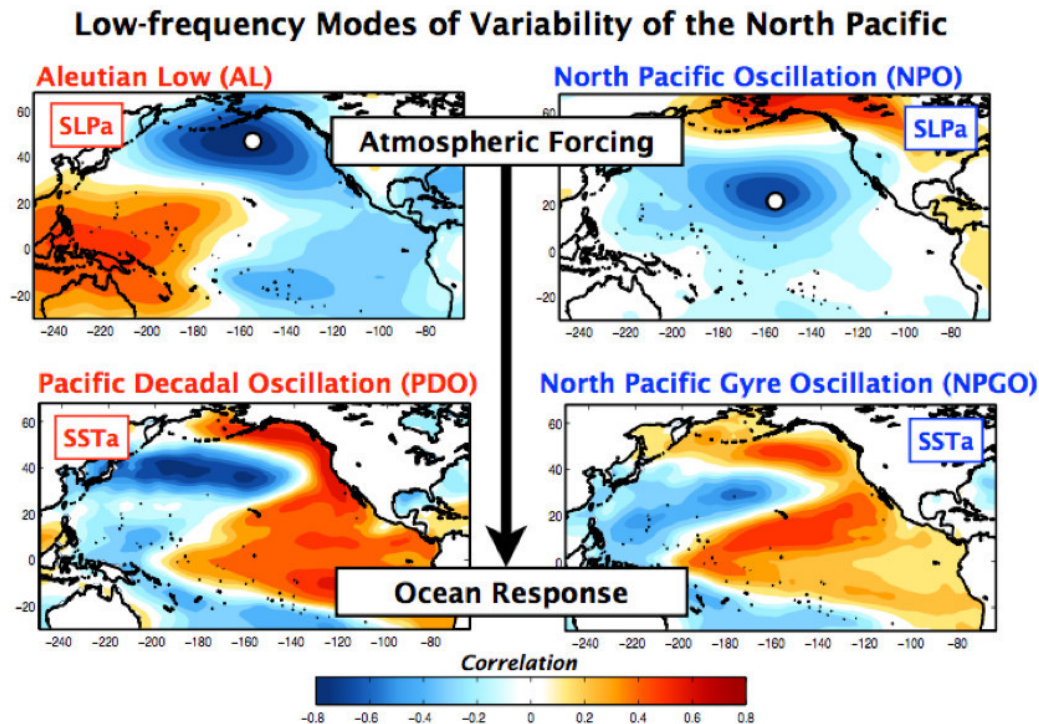 Low-frequency Modes of Variability of the North Pacific
Aleutian Low (AL)
SLPa
60
40
20
0
-20
-240 -220 -200 -180 -160 -140 -120 -100 -80
North Pacific Oscillation (NPO)
SLPa
60
40
20
0
-20
-240 -220 -200 -180 -160 -140 -120 -100 -80
Atmospheric Forcing
Pacific Decadal Oscillation (PDO)
SSTa
60
40
20
0
-20
-240 -220 -200 -180 -160 -140 -120 -100 -80
North Pacific Gyre Oscillation (NPGO)
SSTa
60
40
20
0
-20
-240 -220 -200 -180 -160 -140 -120 -100 -80
Ocean Response
Correlation
-0.8 -0.6 -0.4 -0.2 0 0.2 0.4 0.6 0.8